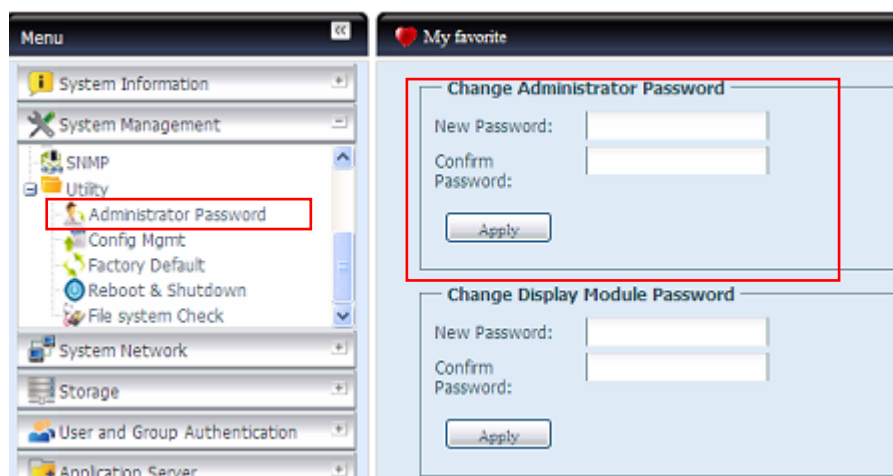 Menu
System Information
System Management
SNMP
Utility
Administrator Password
Config Mgmt
Factory Default
Reboot & Shutdown
File system Check
System Network
Storage
User and Group Authentication
Application Server
My favorite
Change Administrator Password
New Password:
Confirm
Password:
Apply
Change Display Module Password
New Password:
Confirm
Password:
Apply